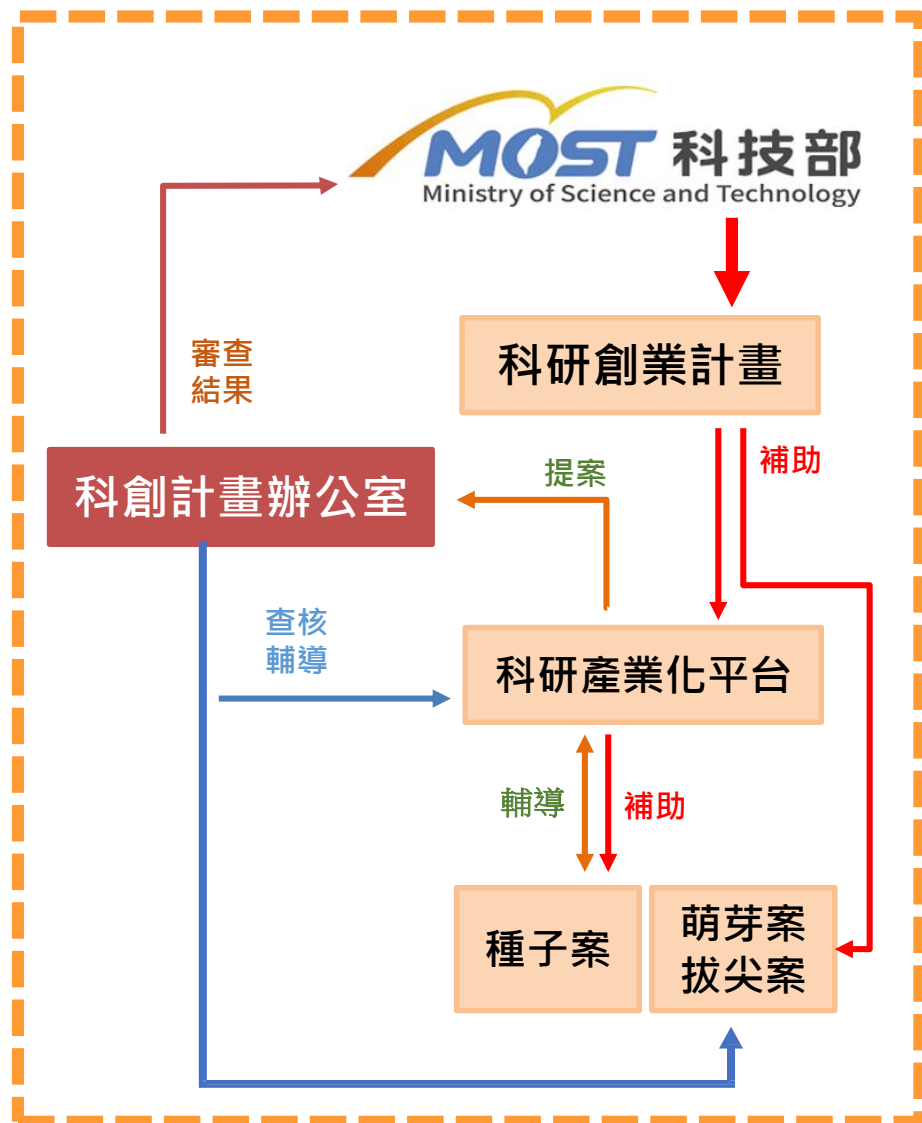 MOST 科技部
Ministry of Science and Technology
科研創業計畫
審查
結果
補助
提案
科創計畫辦公室
查核
輔導
科研產業化平台
輔導
補助
種子案
萌芽案
拔尖案